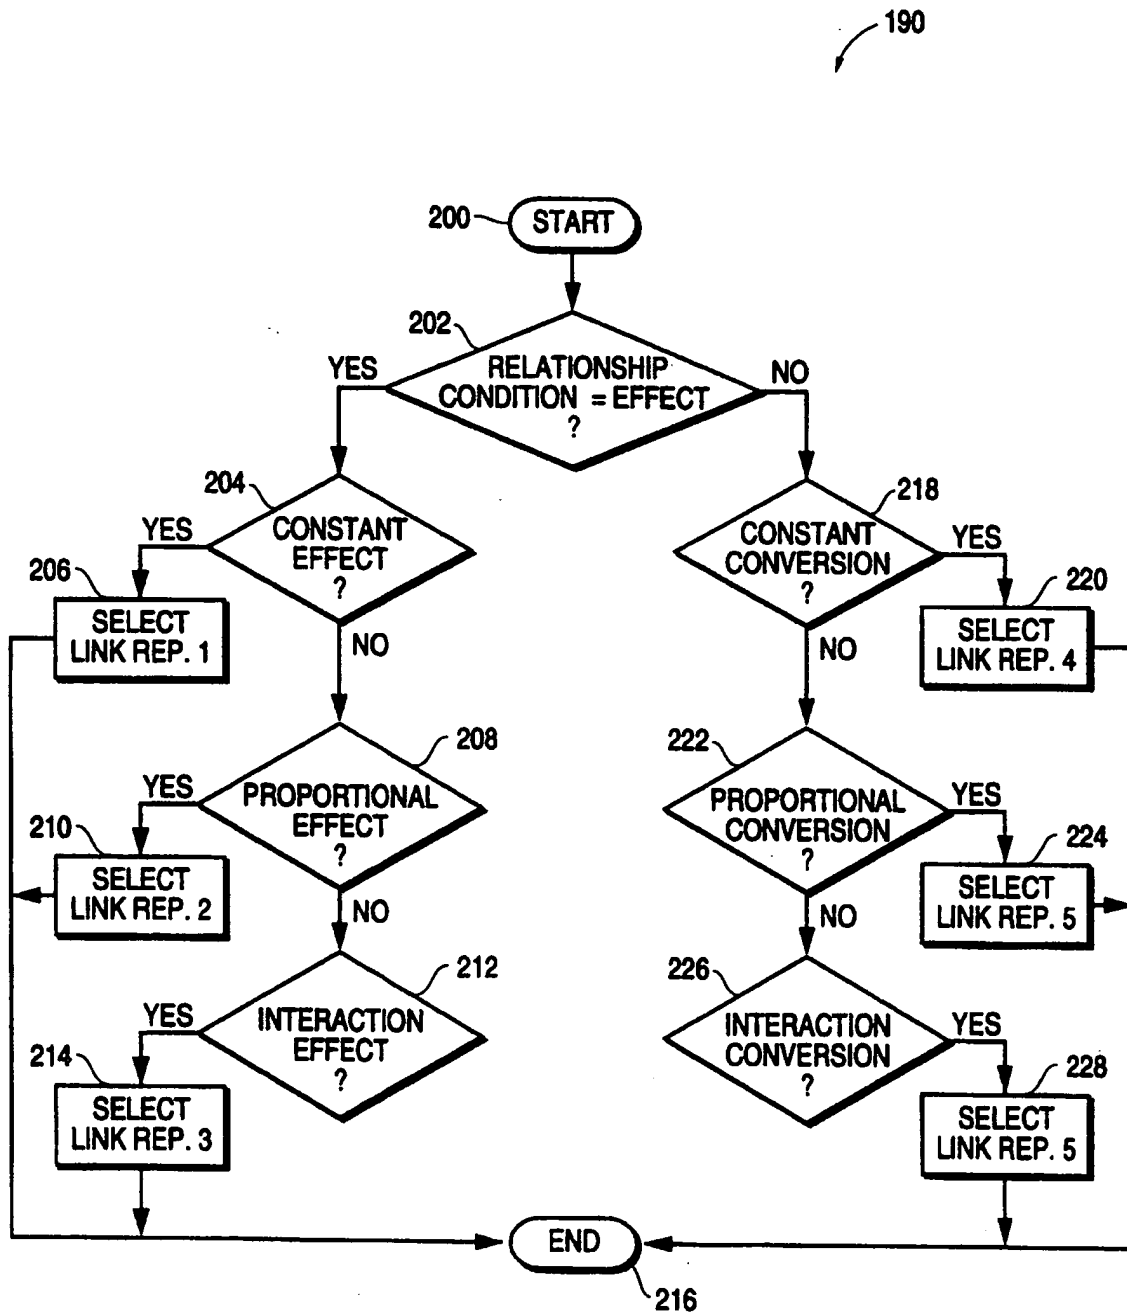 190
200
START
202
YES
RELATIONSHIP
CONDITION = EFFECT
?
NO
204
YES
CONSTANT
EFFECT
?
218
CONSTANT
CONVERSION
?
YES
206
SELECT
LINK REP. 1
NO
NO
220
SELECT
LINK REP. 4
208
YES
PROPORTIONAL
EFFECT
?
222
PROPORTIONAL
CONVERSION
?
YES
210
SELECT
LINK REP. 2
NO
NO
224
SELECT
LINK REP. 5
212
YES
INTERACTION
EFFECT
?
226
INTERACTION
CONVERSION
?
YES
214
SELECT
LINK REP. 3
228
SELECT
LINK REP. 5
END
216